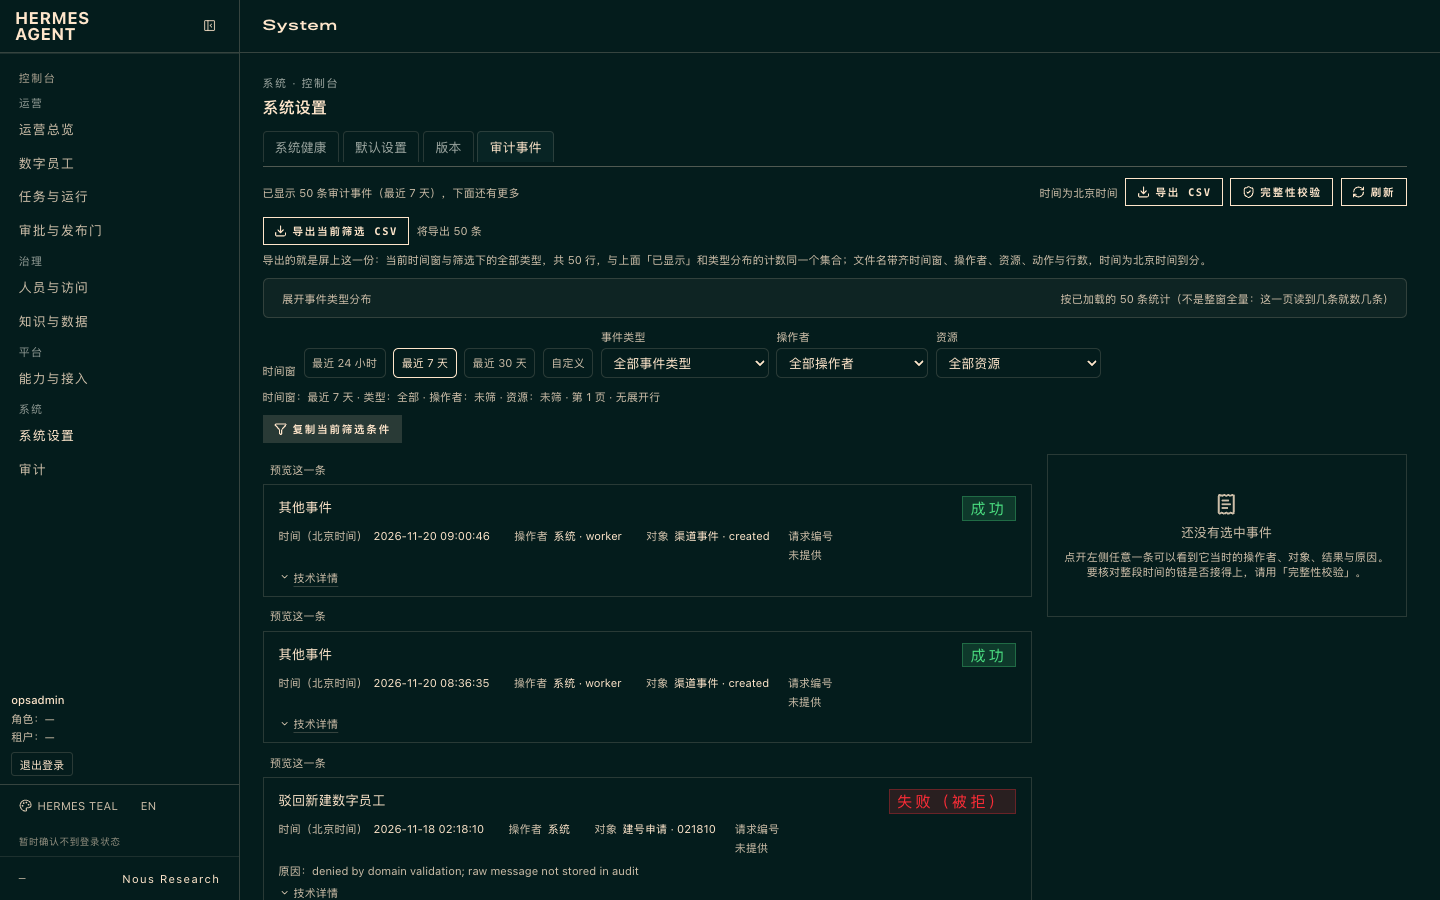 HERMES
AGENT
System
控制台
运营
运营总览
数字员工
任务与运行
审批与发布门
治理
人员与访问
知识与数据
平台
能力与接入
系统
系统设置
审计
opsadmin
角色：—
租户：—
退出登录
HERMES TEAL EN
暂时确认不到登录状态
— Nous Research
系统 · 控制台
系统设置
系统健康 默认设置 版本 审计事件
已显示 50 条审计事件（最近 7 天），下面还有更多
时间为北京时间 导出 CSV 完整性校验 刷新
导出当前筛选 CSV 将导出 50 条
导出的就是屏上这一份：当前时间窗与筛选下的全部类型，共 50 行，与上面「已显示」和类型分布的计数同一个集合；文件名带齐时间窗、操作者、资源、动作与行数，时间为北京时间到分。
展开事件类型分布 按已加载的 50 条统计（不是整窗全量：这一页读到几条就数几条）
事件类型 操作者 资源
时间窗 最近 24 小时 最近 7 天 最近 30 天 自定义 全部事件类型 全部操作者 全部资源
时间窗：最近 7 天 · 类型：全部 · 操作者：未筛 · 资源：未筛 · 第 1 页 · 无展开行
复制当前筛选条件
预览这一条
其他事件 成功
时间（北京时间） 2026-11-20 09:00:46 操作者 系统 · worker 对象 渠道事件 · created 请求编号
未提供
技术详情
预览这一条
其他事件 成功
时间（北京时间） 2026-11-20 08:36:35 操作者 系统 · worker 对象 渠道事件 · created 请求编号
未提供
技术详情
预览这一条
驳回新建数字员工 失败（被拒）
时间（北京时间） 2026-11-18 02:18:10 操作者 系统 对象 建号申请 · 021810 请求编号
未提供
原因：denied by domain validation; raw message not stored in audit
技术详情
还没有选中事件
点开左侧任意一条可以看到它当时的操作者、对象、结果与原因。
要核对整段时间的链是否接得上，请用「完整性校验」。